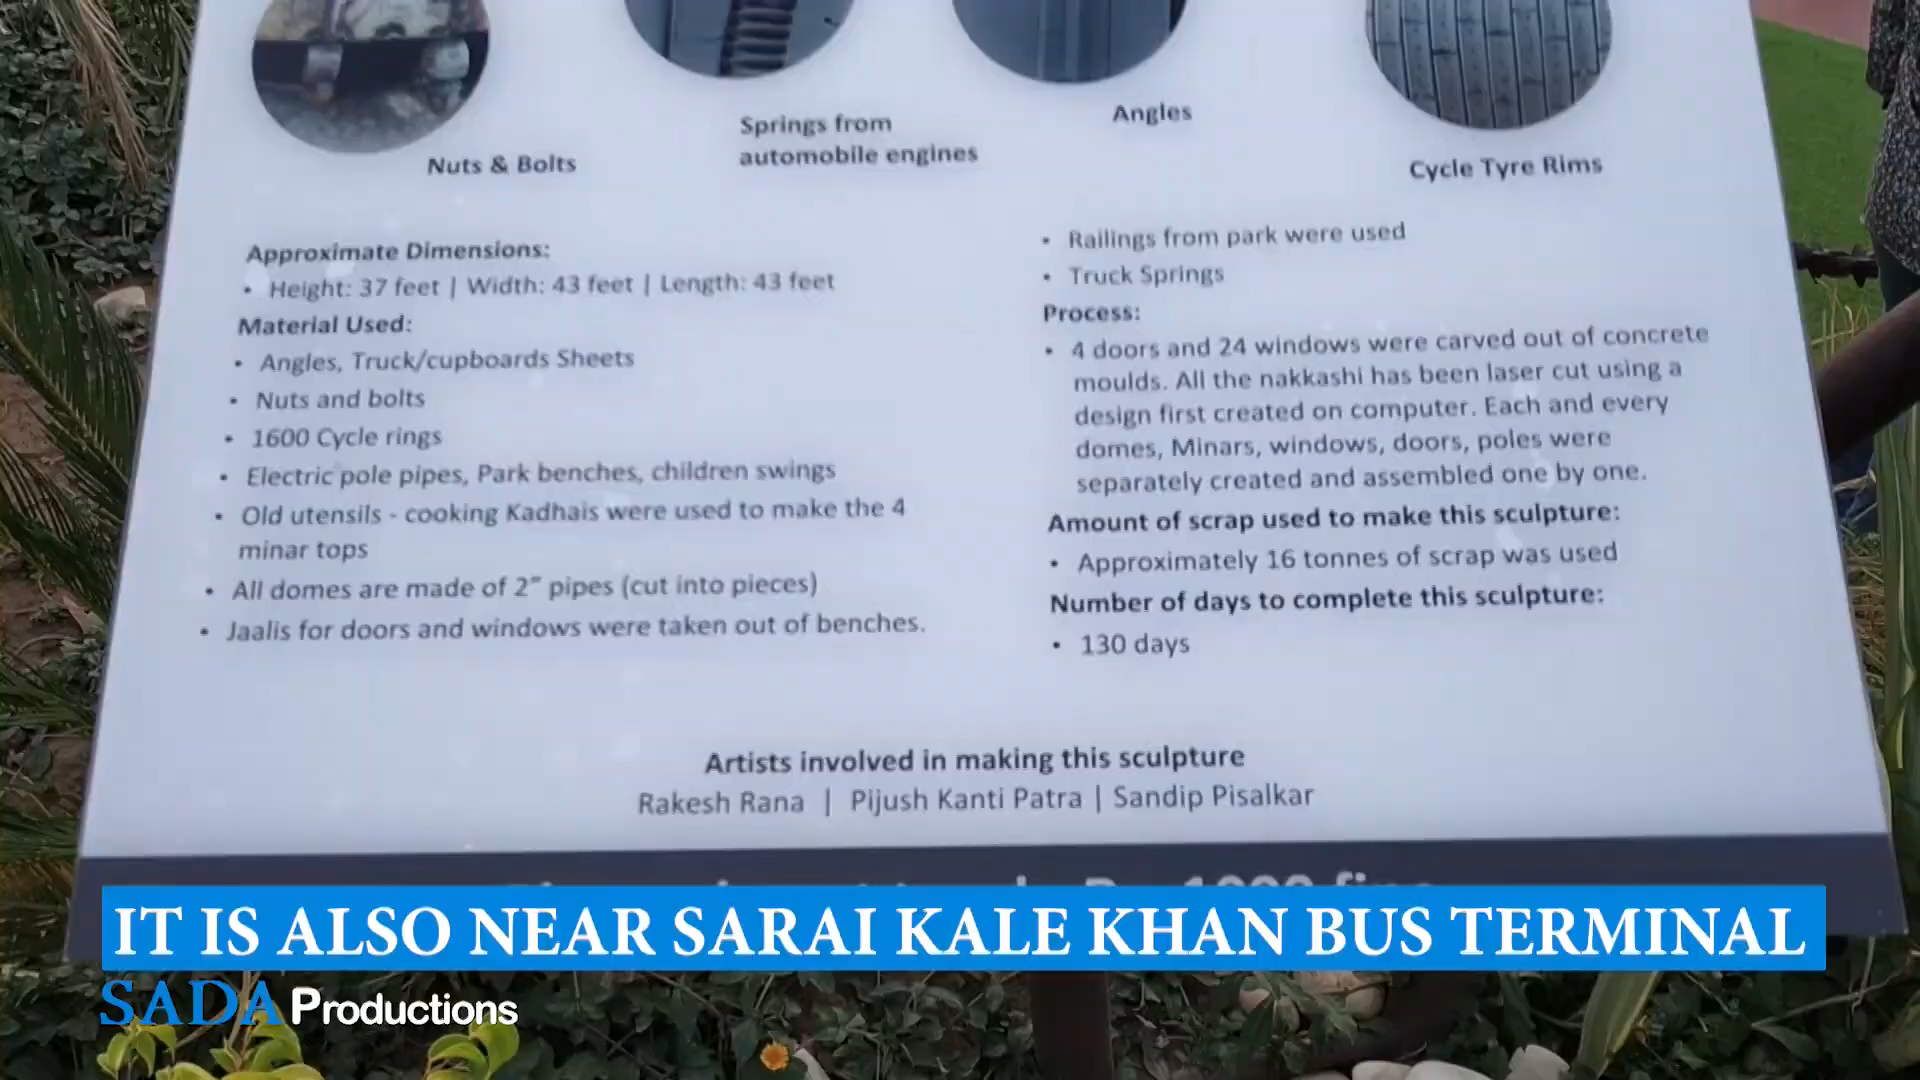 Nuts & Bolts
Springs from
automobile engines
Angles
Cycle Tyre Rims
Approximate Dimensions:
• Height: 37 feet | Width: 43 feet | Length: 43 feet
Material Used:
• Angles, Truck/cupboards Sheets
• Nuts and bolts
• 1600 Cycle rings
• Electric pole pipes, Park benches, children swings
• Old utensils - cooking Kadhais were used to make the 4
minar tops
• All domes are made of 2" pipes (cut into pieces)
• Jaalis for doors and windows were taken out of benches.
• Railings from park were used
• Truck Springs
Process:
• 4 doors and 24 windows were carved out of concrete
moulds. All the nakkashi has been laser cut using a
design first created on computer. Each and every
domes, Minars, windows, doors, poles were
separately created and assembled one by one.
Amount of scrap used to make this sculpture:
• Approximately 16 tonnes of scrap was used
Number of days to complete this sculpture:
• 130 days
Artists involved in making this sculpture
Rakesh Rana | Pijush Kanti Patra | Sandip Pisalkar
IT IS ALSO NEAR SARAI KALE KHAN BUS TERMINAL
SADA Productions